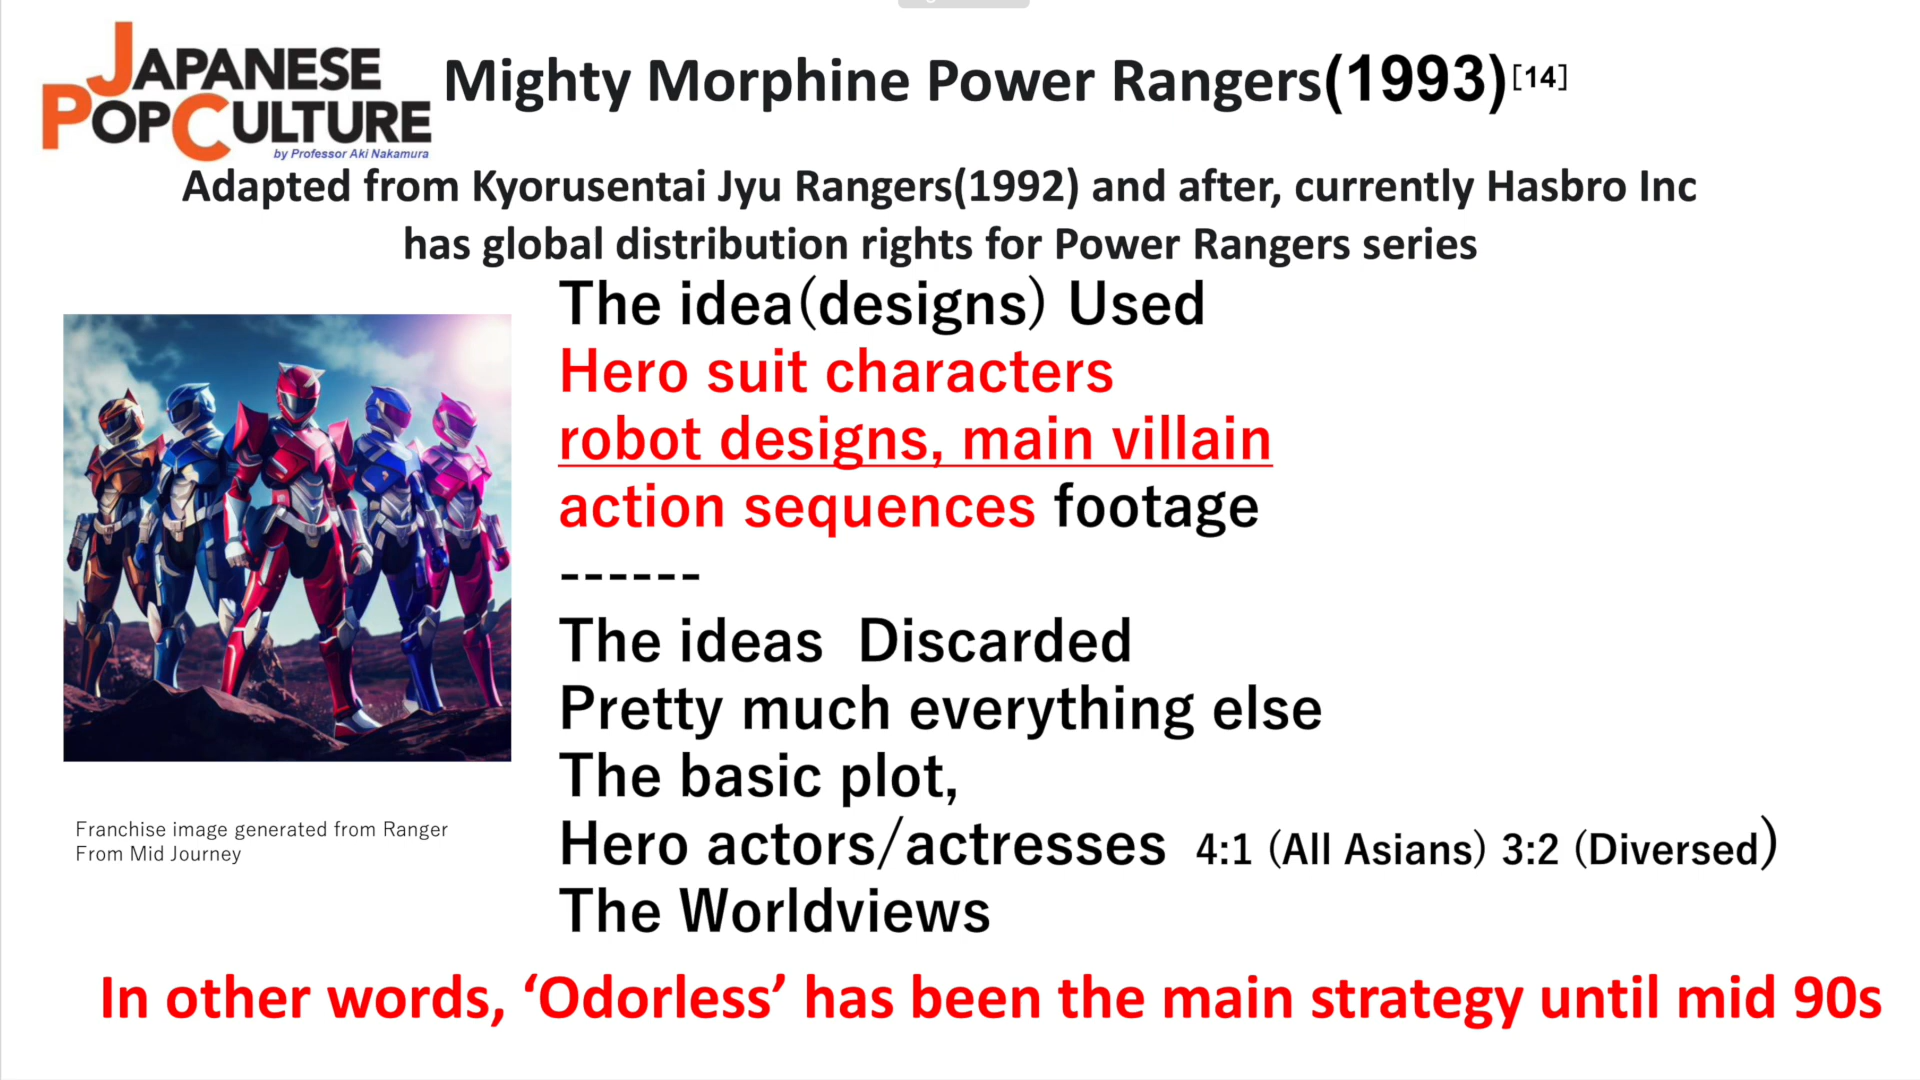 JAPANESE
POPCULTURE
by Professor Aki Nakamura
Mighty Morphine Power Rangers(1993)[14]
Adapted from Kyorusentai Jyu Rangers(1992) and after, currently Hasbro Inc
has global distribution rights for Power Rangers series
The idea(designs) Used
Hero suit characters
robot designs, main villain
action sequences footage
------
The ideas  Discarded
Pretty much everything else
The basic plot,
Hero actors/actresses 4:1 (All Asians) 3:2 (Diversed)
The Worldviews
Franchise image generated from Ranger
From Mid Journey
In other words, ‘Odorless’ has been the main strategy until mid 90s